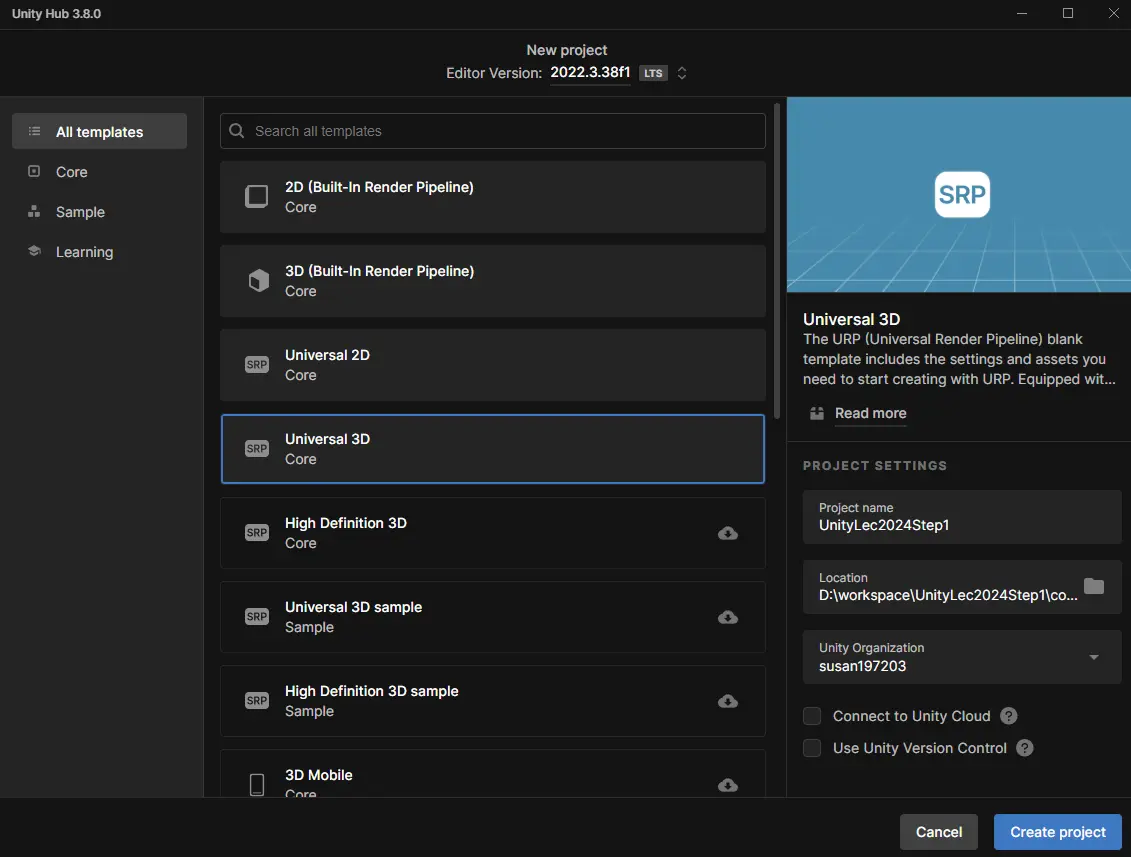 Unity Hub 3.8.0
New project
Editor Version: 2022.3.38f1 LTS
All templates
Core
Sample
Learning
Search all templates
2D (Built-In Render Pipeline)
Core
3D (Built-In Render Pipeline)
Core
SRP
Universal 2D
Core
SRP
Universal 3D
Core
SRP
High Definition 3D
Core
SRP
Universal 3D sample
Sample
SRP
High Definition 3D sample
Sample
3D Mobile
Core
SRP
Universal 3D
The URP (Universal Render Pipeline) blank
template includes the settings and assets you
need to start creating with URP. Equipped wit...
Read more
PROJECT SETTINGS
Project name
UnityLec2024Step1
Location
D:\workspace\UnityLec2024Step1\co...
Unity Organization
susan197203
Connect to Unity Cloud ?
Use Unity Version Control ?
Cancel
Create project